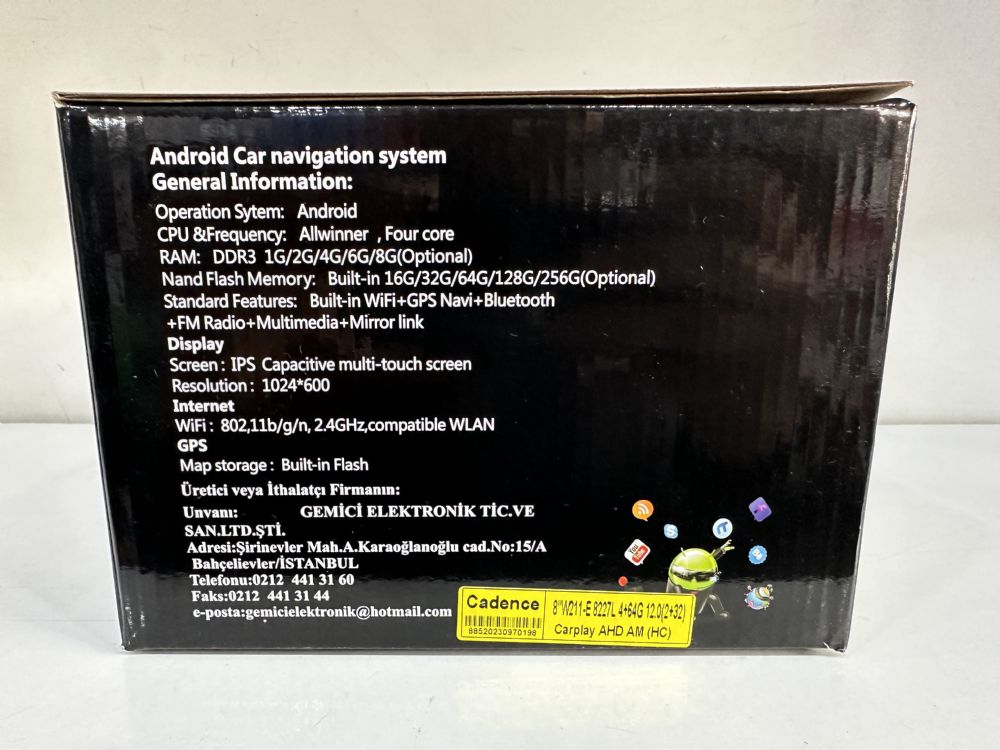 Android Car navigation system
General Information:
Operation Sytem: Android
CPU &Frequency: Allwinner , Four core
RAM: DDR3 1G/2G/4G/6G/8G(Optional)
Nand Flash Memory: Built-in 16G/32G/64G/128G/256G(Optional)
Standard Features: Built-in WiFi+GPS Navi+Bluetooth
+FM Radio+Multimedia+Mirror link
Display
Screen: IPS Capacitive multi-touch screen
Resolution: 1024*600
Internet
WiFi: 802,11b/g/n, 2.4GHz,compatible WLAN
GPS
Map storage: Built-in Flash
Üretici veya İthalatçı Firmanın:
Unvanı: GEMİCİ ELEKTRONİK TİC.VE
SAN.LTD.ŞTİ.
Adresi:Şirinevler Mah.A.Karaoğlanoğlu cad.No:15/A
Bahçelievler/İSTANBUL
Telefonu:0212 441 31 60
Faks:0212 441 31 44
e-posta:gemicielektronik@hotmail.com
You
Tube
Bē
Cadence
88520230970198
8"W211-E 8227L 4+64G 12.0(2+32)
Carplay AHD AM (HC)